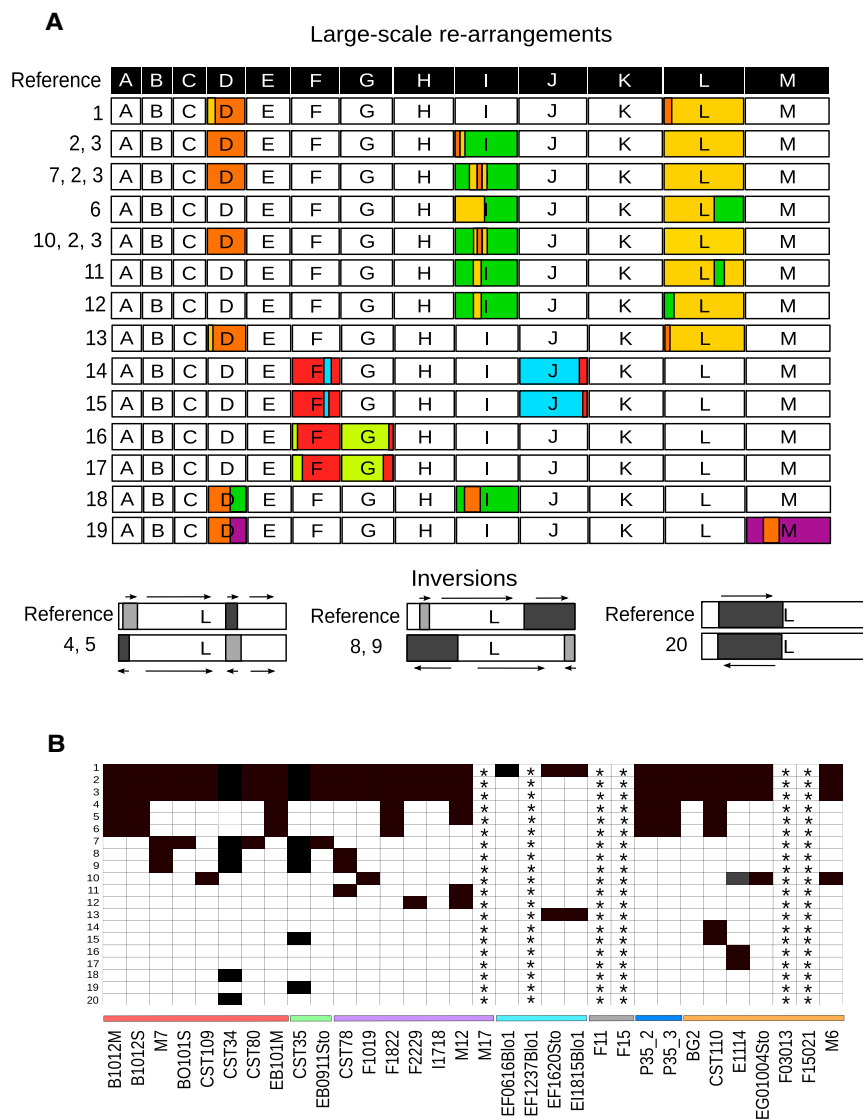 A
Large-scale re-arrangements
Reference A B C D E F G H I J K L M
1 A B C D E F G H I J K L M
2, 3 A B C D E F G H I J K L M
7, 2, 3 A B C D E F G H I J K L M
6 A B C D E F G H I J K L M
10, 2, 3 A B C D E F G H I J K L M
11 A B C D E F G H I J K L M
12 A B C D E F G H I J K L M
13 A B C D E F G H I J K L M
14 A B C D E F G H I J K L M
15 A B C D E F G H I J K L M
16 A B C D E F G H I J K L M
17 A B C D E F G H I J K L M
18 A B C D E F G H I J K L M
19 A B C D E F G H I J K L M
Inversions
Reference L Reference L Reference L
4, 5 L 8, 9 L 20 L
B
1 * * * * * *
2 * * * * * *
3 * * * * * *
4 * * * * * *
5 * * * * * *
6 * * * * * *
7 * * * * * *
8 * * * * * *
9 * * * * * *
10 * * * * * *
11 * * * * * *
12 * * * * * *
13 * * * * * *
14 * * * * * *
15 * * * * * *
16 * * * * * *
17 * * * * * *
18 * * * * * *
19 * * * * * *
20 * * * * * *
B1012M
B1012S
M7
BO101S
CST109
CST34
CST80
EB101M
CST35
EB0911Sto
CST78
F1019
F1822
F2229
I1718
M12
M17
EF0616Blo1
EF1237Blo1
EF1620Sto
EI1815Blo1
F11
F15
P35_2
P35_3
BG2
CST110
E1114
EG01004Sto
F03013
F15021
M6